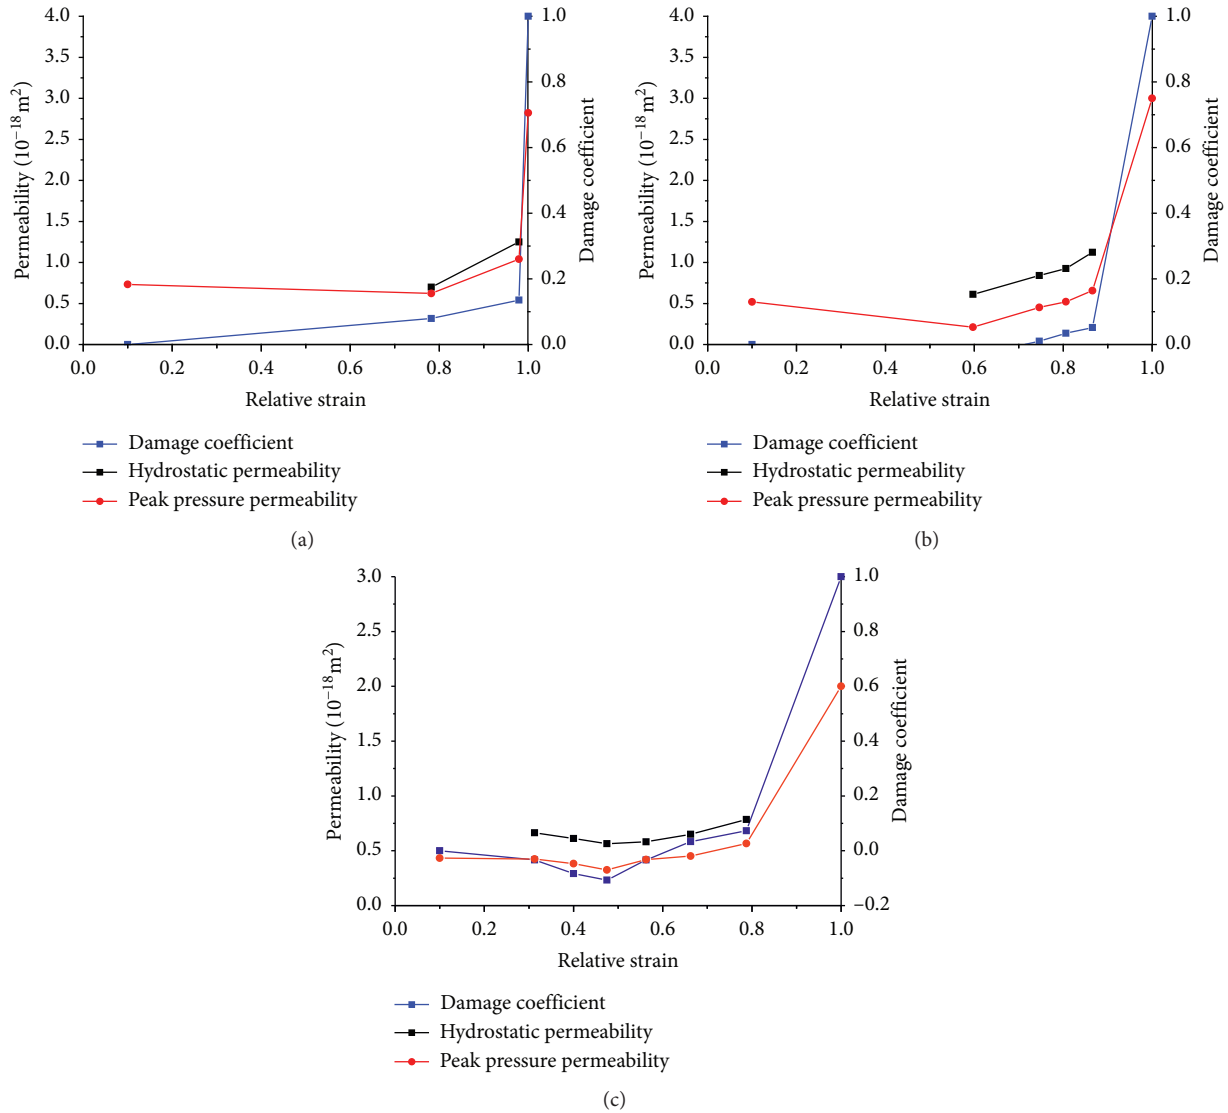 4.0
3.5
3.0
2.5
2.0
1.5
1.0
0.5
0.0
Permeability (10⁻¹⁸ m²)
1.0
0.8
0.6
0.4
0.2
0.0
Damage coefficient
0.0 0.2 0.4 0.6 0.8 1.0
Relative strain
Damage coefficient
Hydrostatic permeability
Peak pressure permeability
(a)
4.0
3.5
3.0
2.5
2.0
1.5
1.0
0.5
0.0
Permeability (10⁻¹⁸ m²)
1.0
0.8
0.6
0.4
0.2
0.0
Damage coefficient
0.0 0.2 0.4 0.6 0.8 1.0
Relative strain
Damage coefficient
Hydrostatic permeability
Peak pressure permeability
(b)
3.0
2.5
2.0
1.5
1.0
0.5
0.0
Permeability (10⁻¹⁸ m²)
1.0
0.8
0.6
0.4
0.2
0.0
–0.2
Damage coefficient
0.0 0.2 0.4 0.6 0.8 1.0
Relative strain
Damage coefficient
Hydrostatic permeability
Peak pressure permeability
(c)